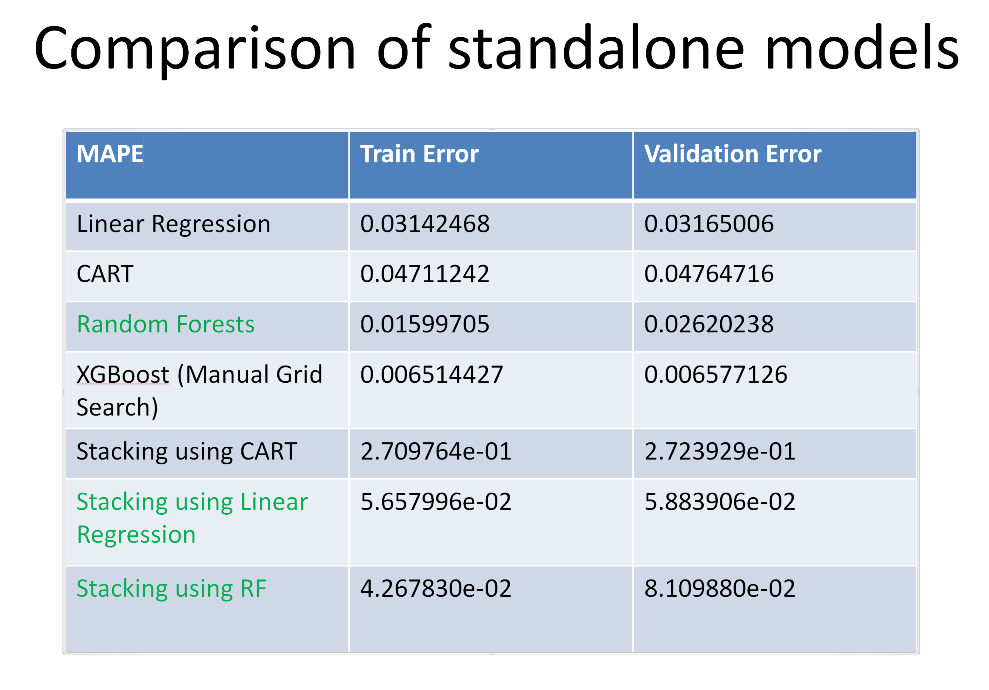 Comparison of standalone models
MAPE Train Error Validation Error
Linear Regression 0.03142468 0.03165006
CART 0.04711242 0.04764716
Random Forests 0.01599705 0.02620238
XGBoost (Manual Grid 0.006514427 0.006577126
Search)
Stacking using CART 2.709764e-01 2.723929e-01
Stacking using Linear 5.657996e-02 5.883906e-02
Regression
Stacking using RF 4.267830e-02 8.109880e-02